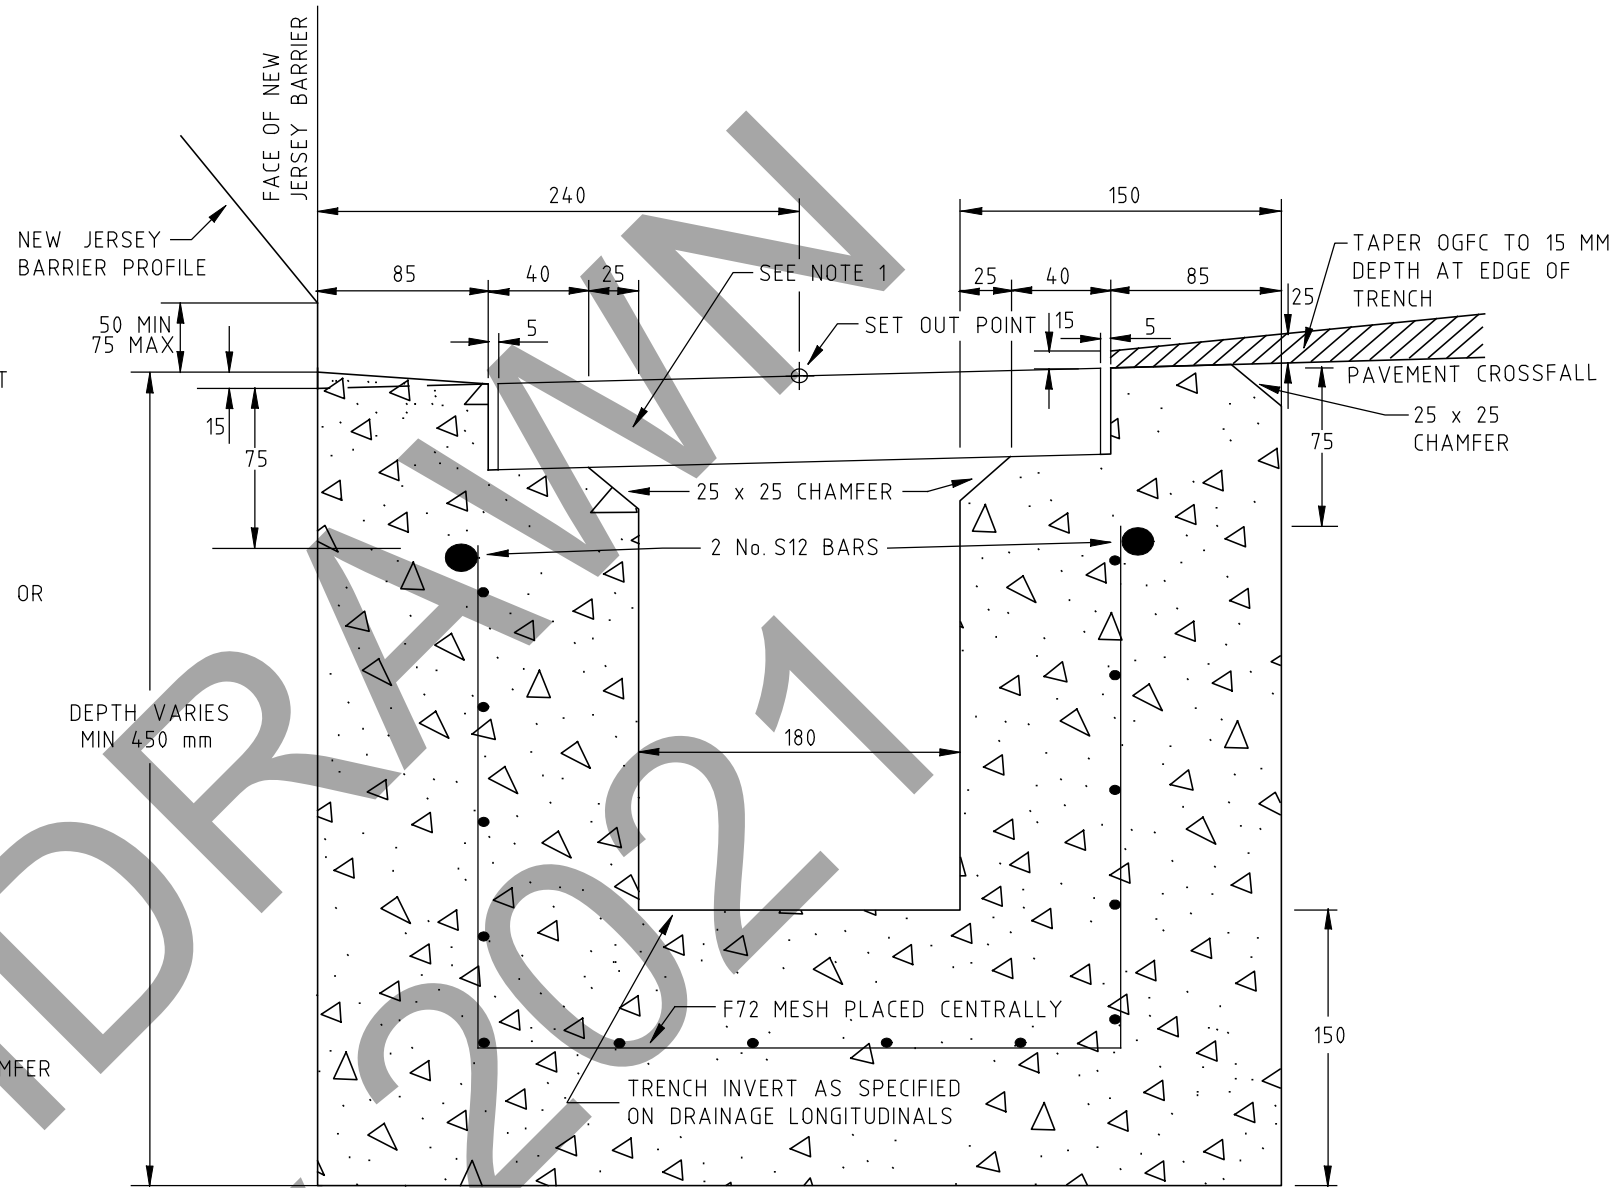 FACE OF NEW
JERSEY BARRIER
240
150
NEW JERSEY
BARRIER PROFILE
85
40
25
SEE NOTE 1
25
40
85
TAPER OGFC TO 15 MM
DEPTH AT EDGE OF
TRENCH
25
50 MIN
75 MAX
5
SET OUT POINT
15
5
T
PAVEMENT CROSSFALL
15
75
25 x 25
CHAMFER
75
25 x 25 CHAMFER
2 No. S12 BARS
OR
DEPTH VARIES
MIN 450 mm
180
F72 MESH PLACED CENTRALLY
150
MFER
TRENCH INVERT AS SPECIFIED
ON DRAINAGE LONGITUDINALS
DRAWN
2021